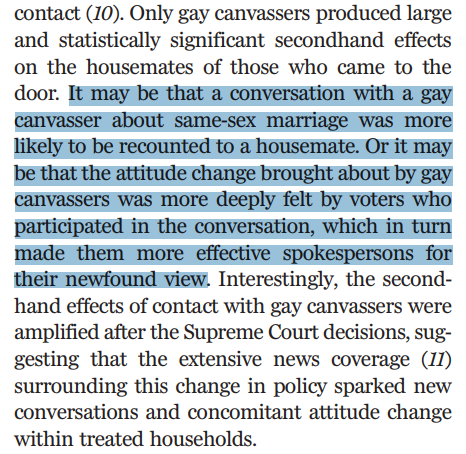 contact (10). Only gay canvassers produced large
and statistically significant secondhand effects
on the housemates of those who came to the
door. It may be that a conversation with a gay
canvasser about same-sex marriage was more
likely to be recounted to a housemate. Or it may
be that the attitude change brought about by gay
canvassers was more deeply felt by voters who
participated in the conversation, which in turn
made them more effective spokespersons for
their newfound view. Interestingly, the second-
hand effects of contact with gay canvassers were
amplified after the Supreme Court decisions, sug-
gesting that the extensive news coverage (11)
surrounding this change in policy sparked new
conversations and concomitant attitude change
within treated households.